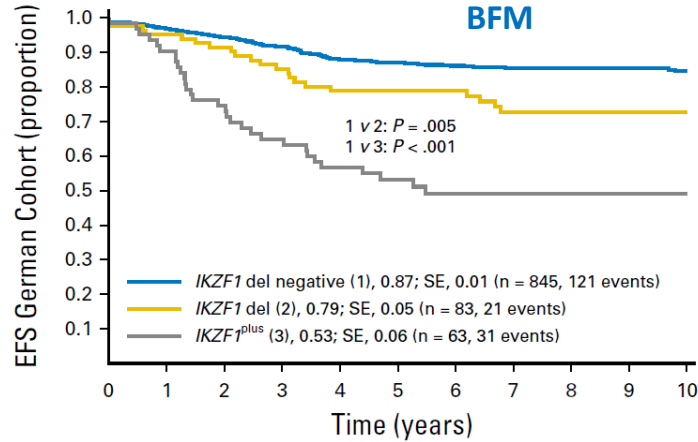 BFM
EFS German Cohort (proportion)
1.0
0.9
0.8
0.7
0.6
0.5
0.4
0.3
0.2
0.1
1 v 2: P = .005
1 v 3: P < .001
IKZF1 del negative (1), 0.87; SE, 0.01 (n = 845, 121 events)
IKZF1 del (2), 0.79; SE, 0.05 (n = 83, 21 events)
IKZF1plus (3), 0.53; SE, 0.06 (n = 63, 31 events)
0 1 2 3 4 5 6 7 8 9 10
Time (years)